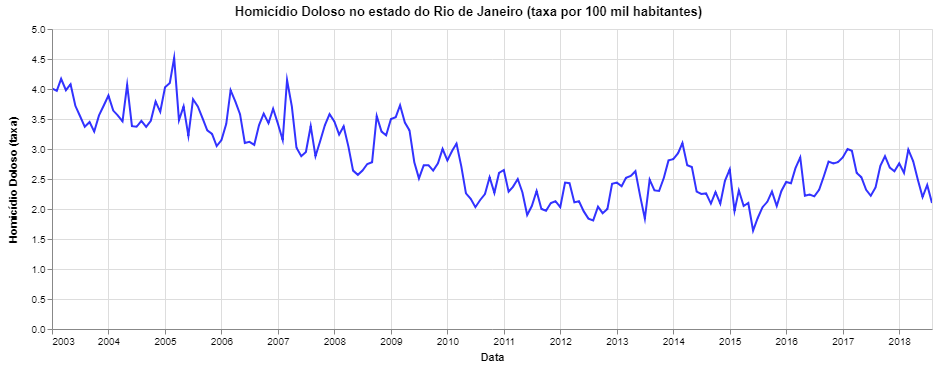 Homicídio Doloso no estado do Rio de Janeiro (taxa por 100 mil habitantes)
Homicídio Doloso (taxa)
5.0
4.5
4.0
3.5
3.0
2.5
2.0
1.5
1.0
0.5
0.0
2003 2004 2005 2006 2007 2008 2009 2010 2011 2012 2013 2014 2015 2016 2017 2018
Data